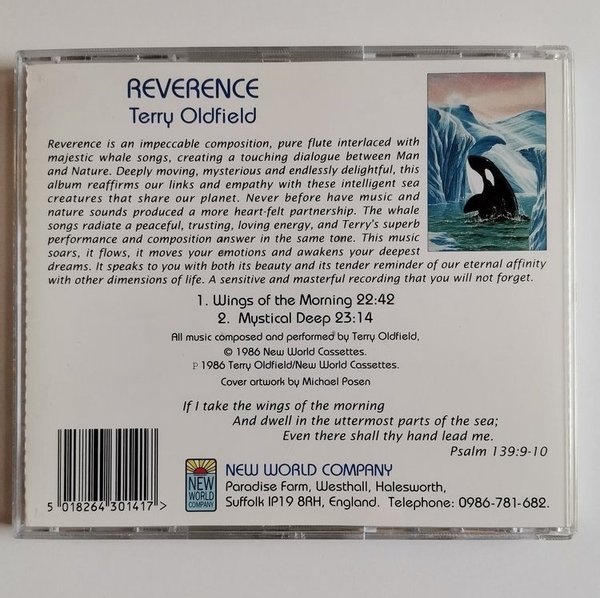 REVERENCE
Terry Oldfield
Reverence is an impeccable composition, pure flute interlaced with
majestic whale songs, creating a touching dialogue between Man
and Nature. Deeply moving, mysterious and endlessly delightful, this
album reaffirms our links and empathy with these intelligent sea
creatures that share our planet. Never before have music and
nature sounds produced a more heart-felt partnership. The whale
songs radiate a peaceful, trusting, loving energy, and Terry's superb
performance and composition answer in the same tone. This music
soars, it flows, it moves your emotions and awakens your deepest
dreams. It speaks to you with both its beauty and its tender reminder of our eternal affinity
with other dimensions of life. A sensitive and masterful recording that you will not forget.
1. Wings of the Morning 22:42
2. Mystical Deep 23:14
All music composed and performed by Terry Oldfield,
© 1986 New World Cassettes.
P 1986 Terry Oldfield/New World Cassettes.
Cover artwork by Michael Posen
If I take the wings of the morning
And dwell in the uttermost parts of the sea;
Even there shall thy hand lead me.
Psalm 139:9-10
5 018264 301417 >
NEW
WORLD
COMPANY
NEW WORLD COMPANY
Paradise Farm, Westhall, Halesworth,
Suffolk IP19 8RH, England. Telephone: 0986-781-682.